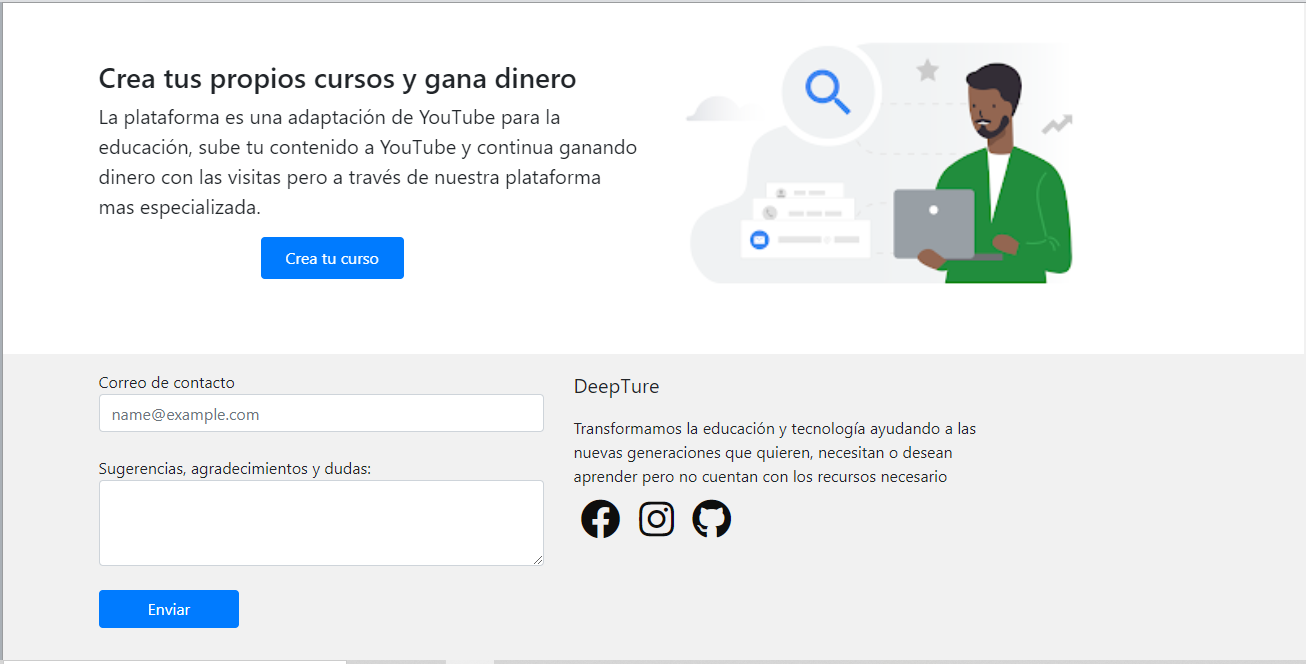 Crea tus propios cursos y gana dinero
La plataforma es una adaptación de YouTube para la
educación, sube tu contenido a YouTube y continua ganando
dinero con las visitas pero a través de nuestra plataforma
mas especializada.
Crea tu curso
Correo de contacto
name@example.com
Sugerencias, agradecimientos y dudas:
Enviar
DeepTure
Transformamos la educación y tecnología ayudando a las
nuevas generaciones que quieren, necesitan o desean
aprender pero no cuentan con los recursos necesario